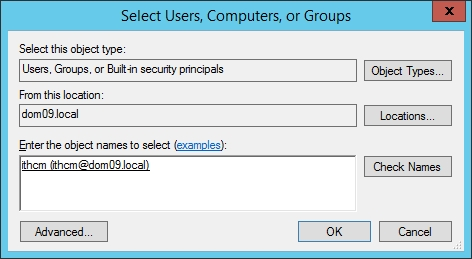 Select Users, Computers, or Groups
x
Select this object type:
Users, Groups, or Built-in security principals
Object Types...
From this location:
dom09.local
Locations...
Enter the object names to select (examples):
ithcm (ithcm@dom09.local)
Check Names
Advanced...
OK
Cancel